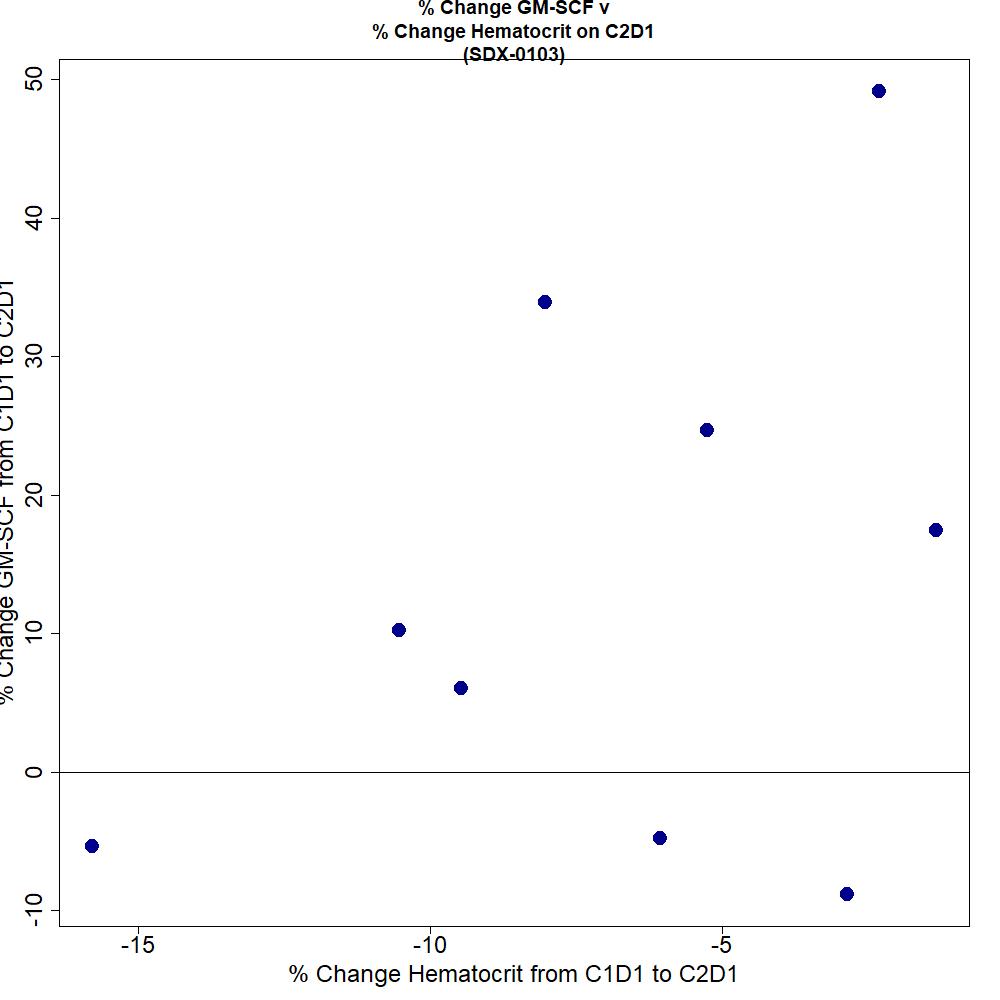 % Change GM-SCF v
% Change Hematocrit on C2D1
(SDX-0103)
% Change GM-SCF from C1D1 to C2D1
50
40
30
20
10
0
-10
-15
-10
-5
% Change Hematocrit from C1D1 to C2D1